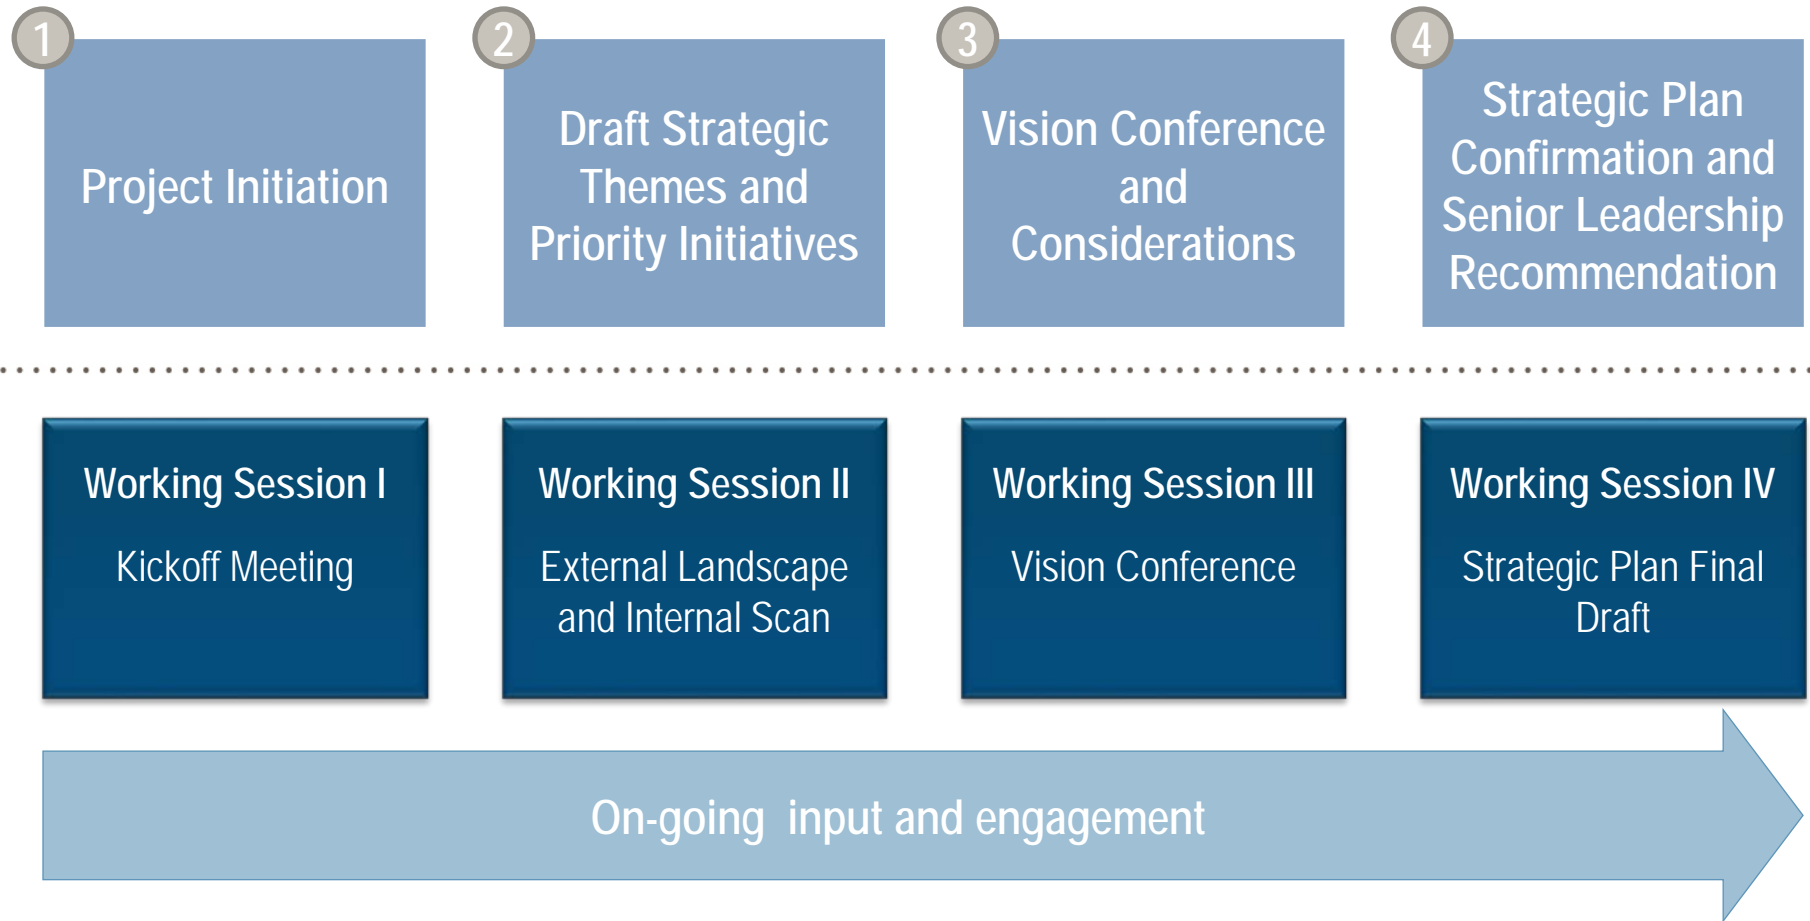 1
Project Initiation
2
Draft Strategic
Themes and
Priority Initiatives
3
Vision Conference
and
Considerations
4
Strategic Plan
Confirmation and
Senior Leadership
Recommendation
Working Session I
Kickoff Meeting
Working Session II
External Landscape
and Internal Scan
Working Session III
Vision Conference
Working Session IV
Strategic Plan Final
Draft
On-going input and engagement